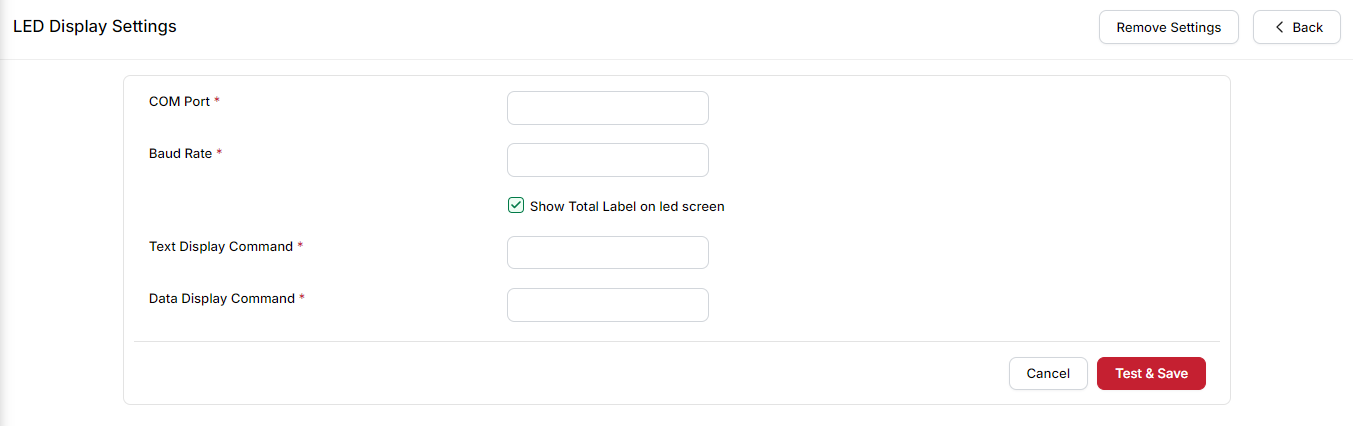 LED Display Settings
Remove Settings
Back
COM Port *
Baud Rate *
Show Total Label on led screen
Text Display Command *
Data Display Command *
Cancel
Test & Save